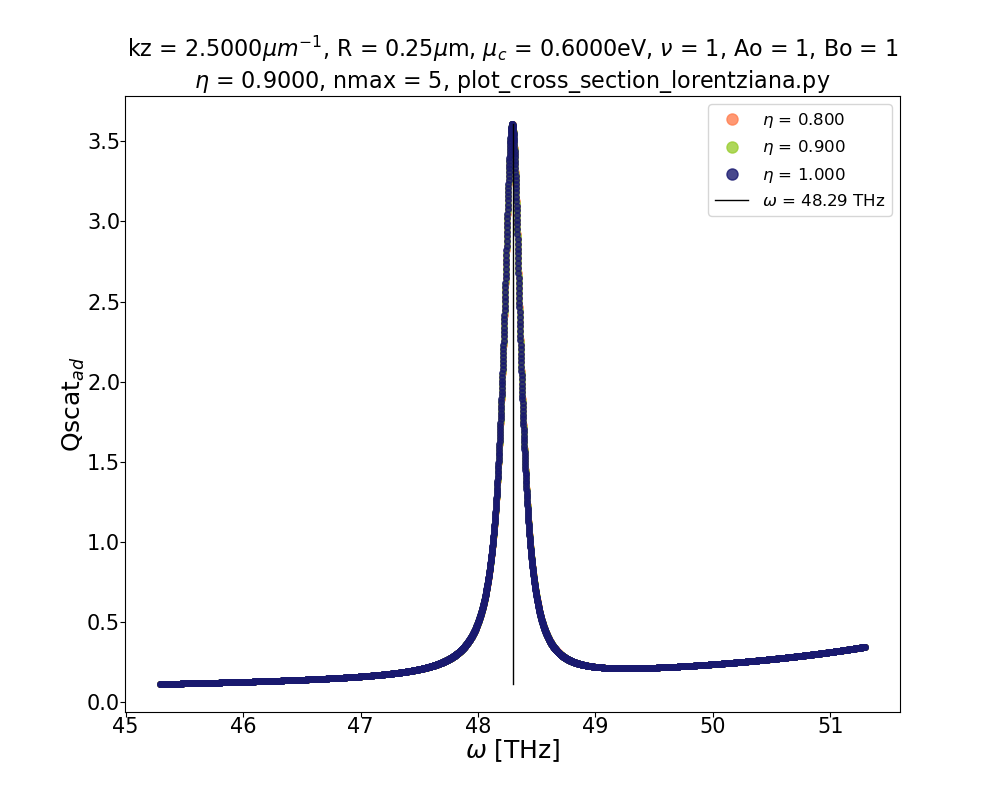 kz = 2.5000μm⁻¹, R = 0.25μm, μ_c = 0.6000eV, ν = 1, Ao = 1, Bo = 1
η = 0.9000, nmax = 5, plot_cross_section_lorentziana.py
η = 0.800
η = 0.900
η = 1.000
ω = 48.29 THz
3.5
3.0
2.5
2.0
1.5
1.0
0.5
0.0
Qscat_ad
45 46 47 48 49 50 51
ω [THz]